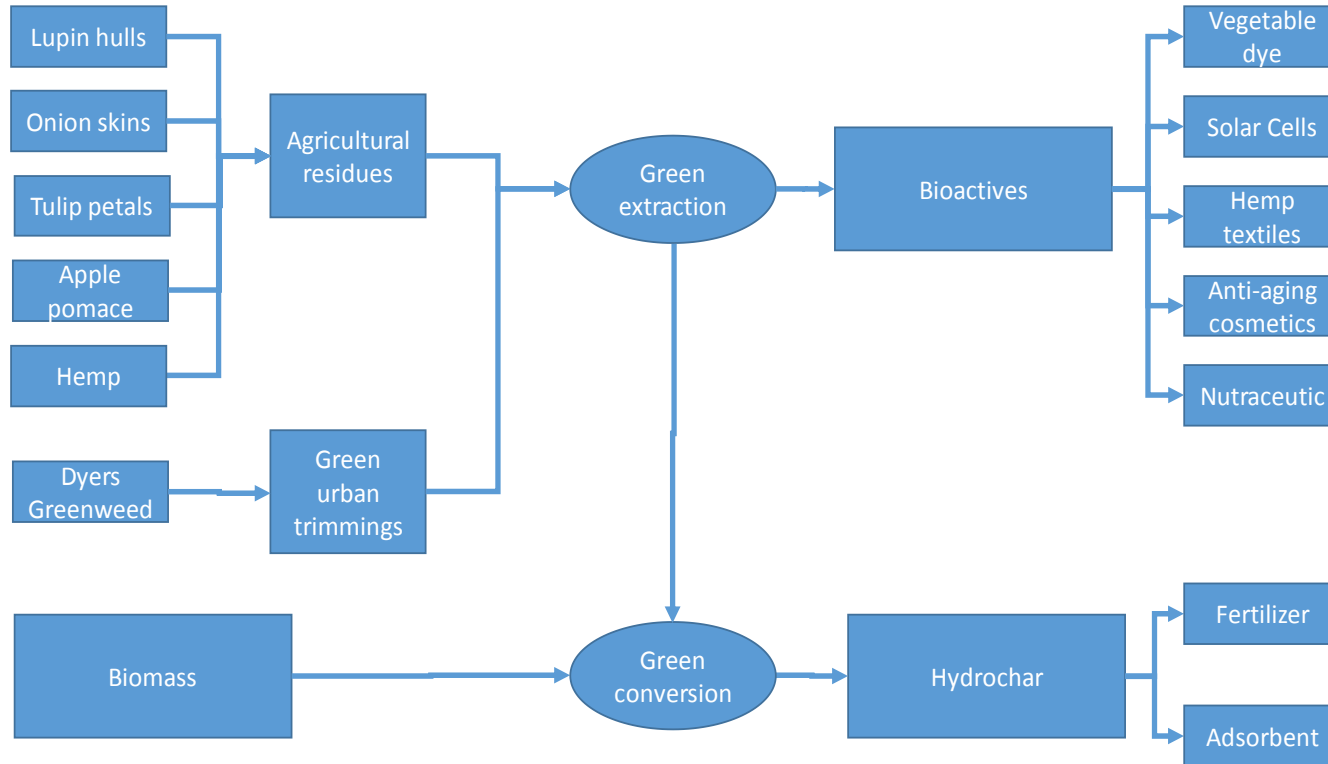 Lupin hulls
Onion skins
Tulip petals
Apple
pomace
Hemp
Dyers
Greenweed
Agricultural
residues
Green
urban
trimmings
Biomass
Green
extraction
Green
conversion
Bioactives
Hydrochar
Vegetable
dye
Solar Cells
Hemp
textiles
Anti-aging
cosmetics
Nutraceutic
Fertilizer
Adsorbent